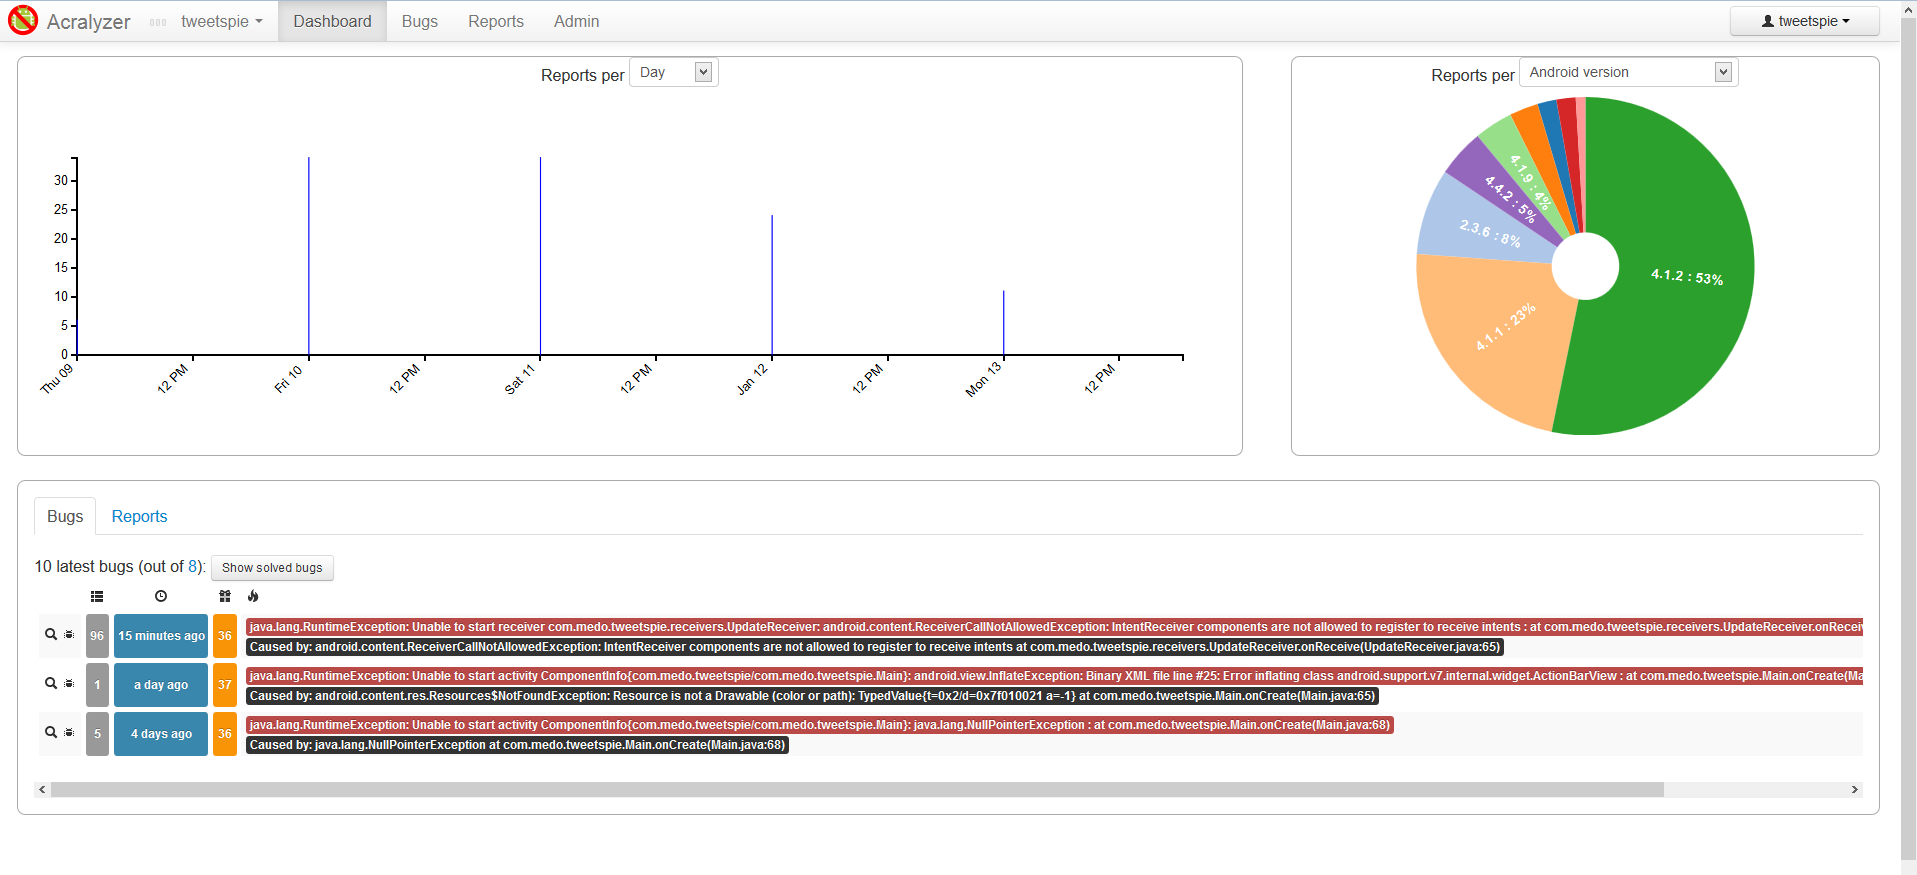 Acralyzer tweetspie Dashboard Bugs Reports Admin tweetspie
Reports per Day
30
25
20
15
10
5
0
Thu 09 12 PM Fri 10 12 PM Sat 11 12 PM Jan 12 12 PM Mon 13 12 PM
Reports per Android version
4.1.9 : 4%
4.4.2 : 5%
2.3.6 : 8%
4.1.2 : 53%
4.1.1 : 23%
Bugs Reports
10 latest bugs (out of 8): Show solved bugs
96 15 minutes ago 36 java.lang.RuntimeException: Unable to start receiver com.medo.tweetspie.receivers.UpdateReceiver: android.content.ReceiverCallNotAllowedException: IntentReceiver components are not allowed to register to receive intents : at com.medo.tweetspie.receivers.UpdateReceiver.onReceiv
Caused by: android.content.ReceiverCallNotAllowedException: IntentReceiver components are not allowed to register to receive intents at com.medo.tweetspie.receivers.UpdateReceiver.onReceive(UpdateReceiver.java:65)
1 a day ago 37 java.lang.RuntimeException: Unable to start activity ComponentInfo{com.medo.tweetspie/com.medo.tweetspie.Main}: android.view.InflateException: Binary XML file line #25: Error inflating class android.support.v7.internal.widget.ActionBarView : at com.medo.tweetspie.Main.onCreate(Ma
Caused by: android.content.res.Resources$NotFoundException: Resource is not a Drawable (color or path): TypedValue{t=0x2/d=0x7f010021 a=-1} at com.medo.tweetspie.Main.onCreate(Main.java:65)
5 4 days ago 36 java.lang.RuntimeException: Unable to start activity ComponentInfo{com.medo.tweetspie/com.medo.tweetspie.Main}: java.lang.NullPointerException : at com.medo.tweetspie.Main.onCreate(Main.java:68)
Caused by: java.lang.NullPointerException at com.medo.tweetspie.Main.onCreate(Main.java:68)